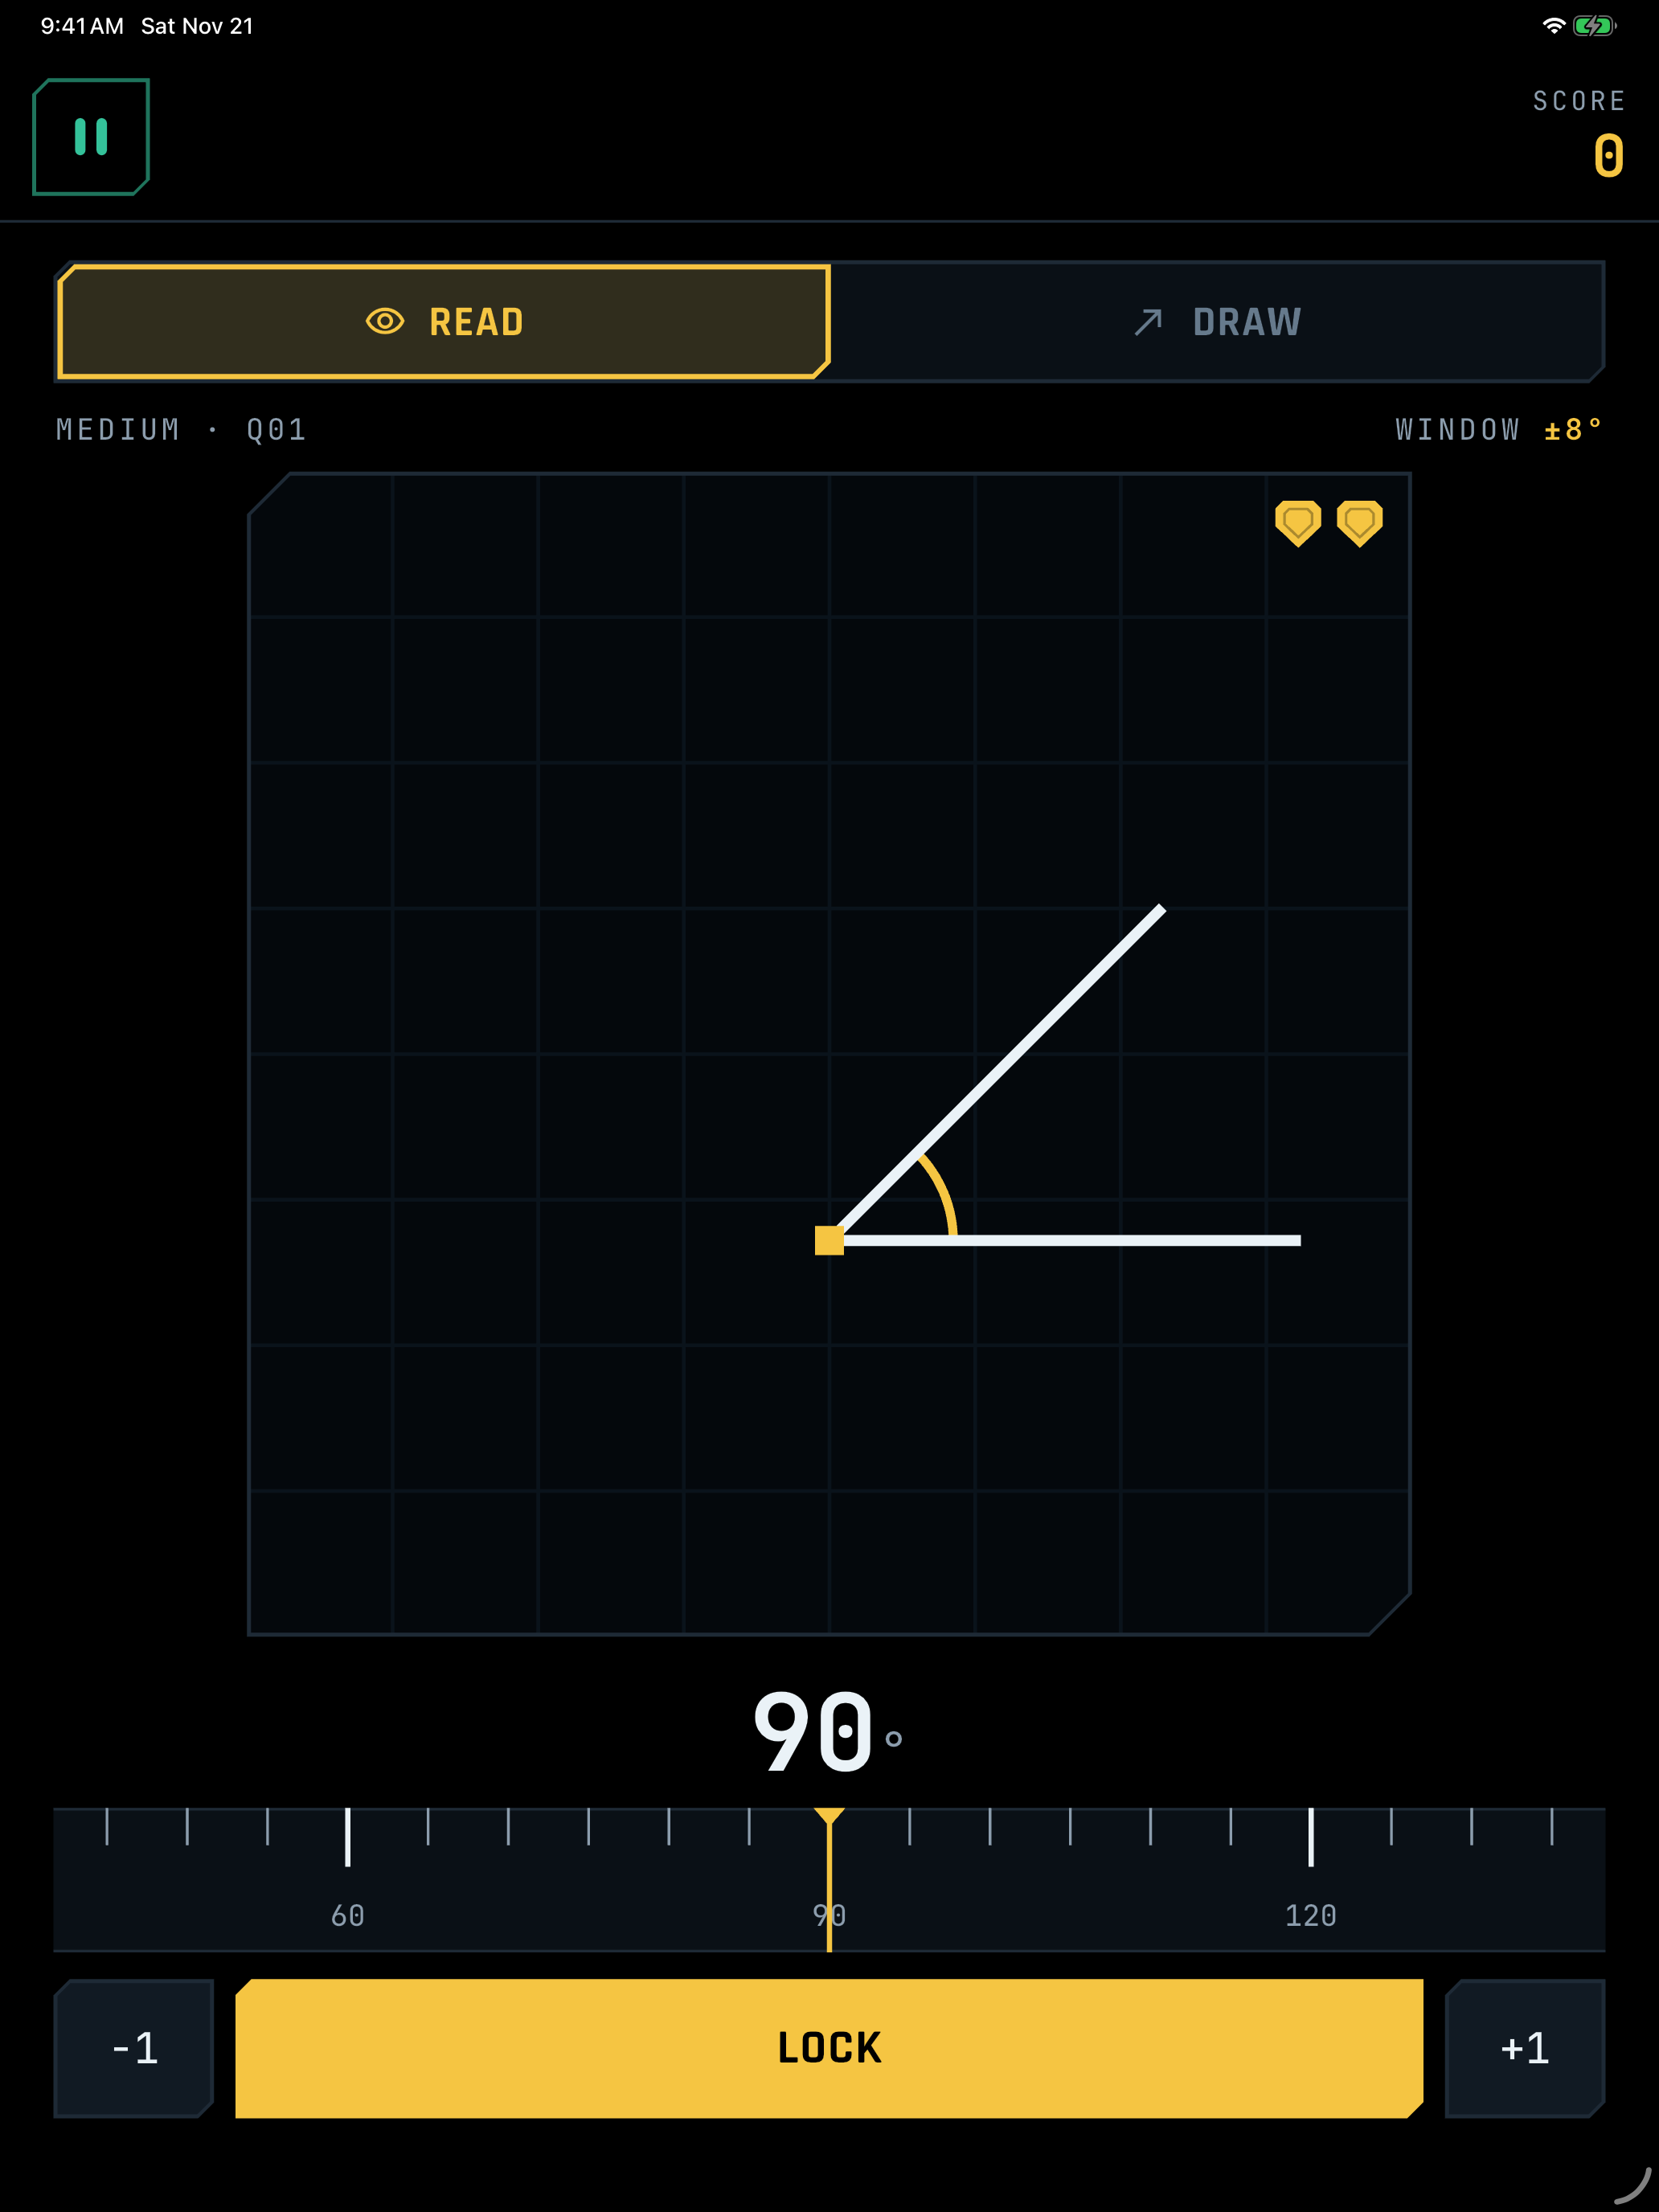 9:41 AM Sat Nov 21
SCORE
0
READ
DRAW
MEDIUM · Q01
WINDOW ±8°
90°
60
90
120
-1
LOCK
+1